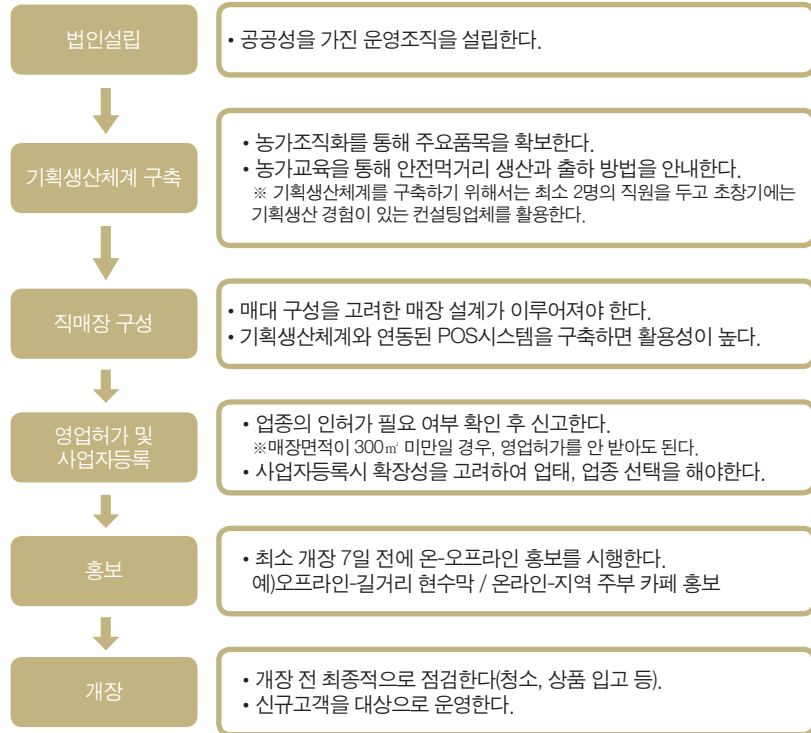 법인설립
• 공공성을 가진 운영조직을 설립한다.
기획생산체계 구축
• 농가조직화를 통해 주요품목을 확보한다.
• 농가교육을 통해 안전먹거리 생산과 출하 방법을 안내한다.
※ 기획생산체계를 구축하기 위해서는 최소 2명의 직원을 두고 초창기에는
기획생산 경험이 있는 컨설팅업체를 활용한다.
직매장 구성
• 매대 구성을 고려한 매장 설계가 이루어져야 한다.
• 기획생산체계와 연동된 POS시스템을 구축하면 활용성이 높다.
영업허가 및
사업자등록
• 업종의 인허가 필요 여부 확인 후 신고한다.
※매장면적이 300㎡ 미만일 경우, 영업허가를 안 받아도 된다.
• 사업자등록시 확장성을 고려하여 업태, 업종 선택을 해야한다.
홍보
• 최소 개장 7일 전에 온-오프라인 홍보를 시행한다.
예)오프라인-길거리 현수막 / 온라인-지역 주부 카페 홍보
개장
• 개장 전 최종적으로 점검한다(청소, 상품 입고 등).
• 신규고객을 대상으로 운영한다.